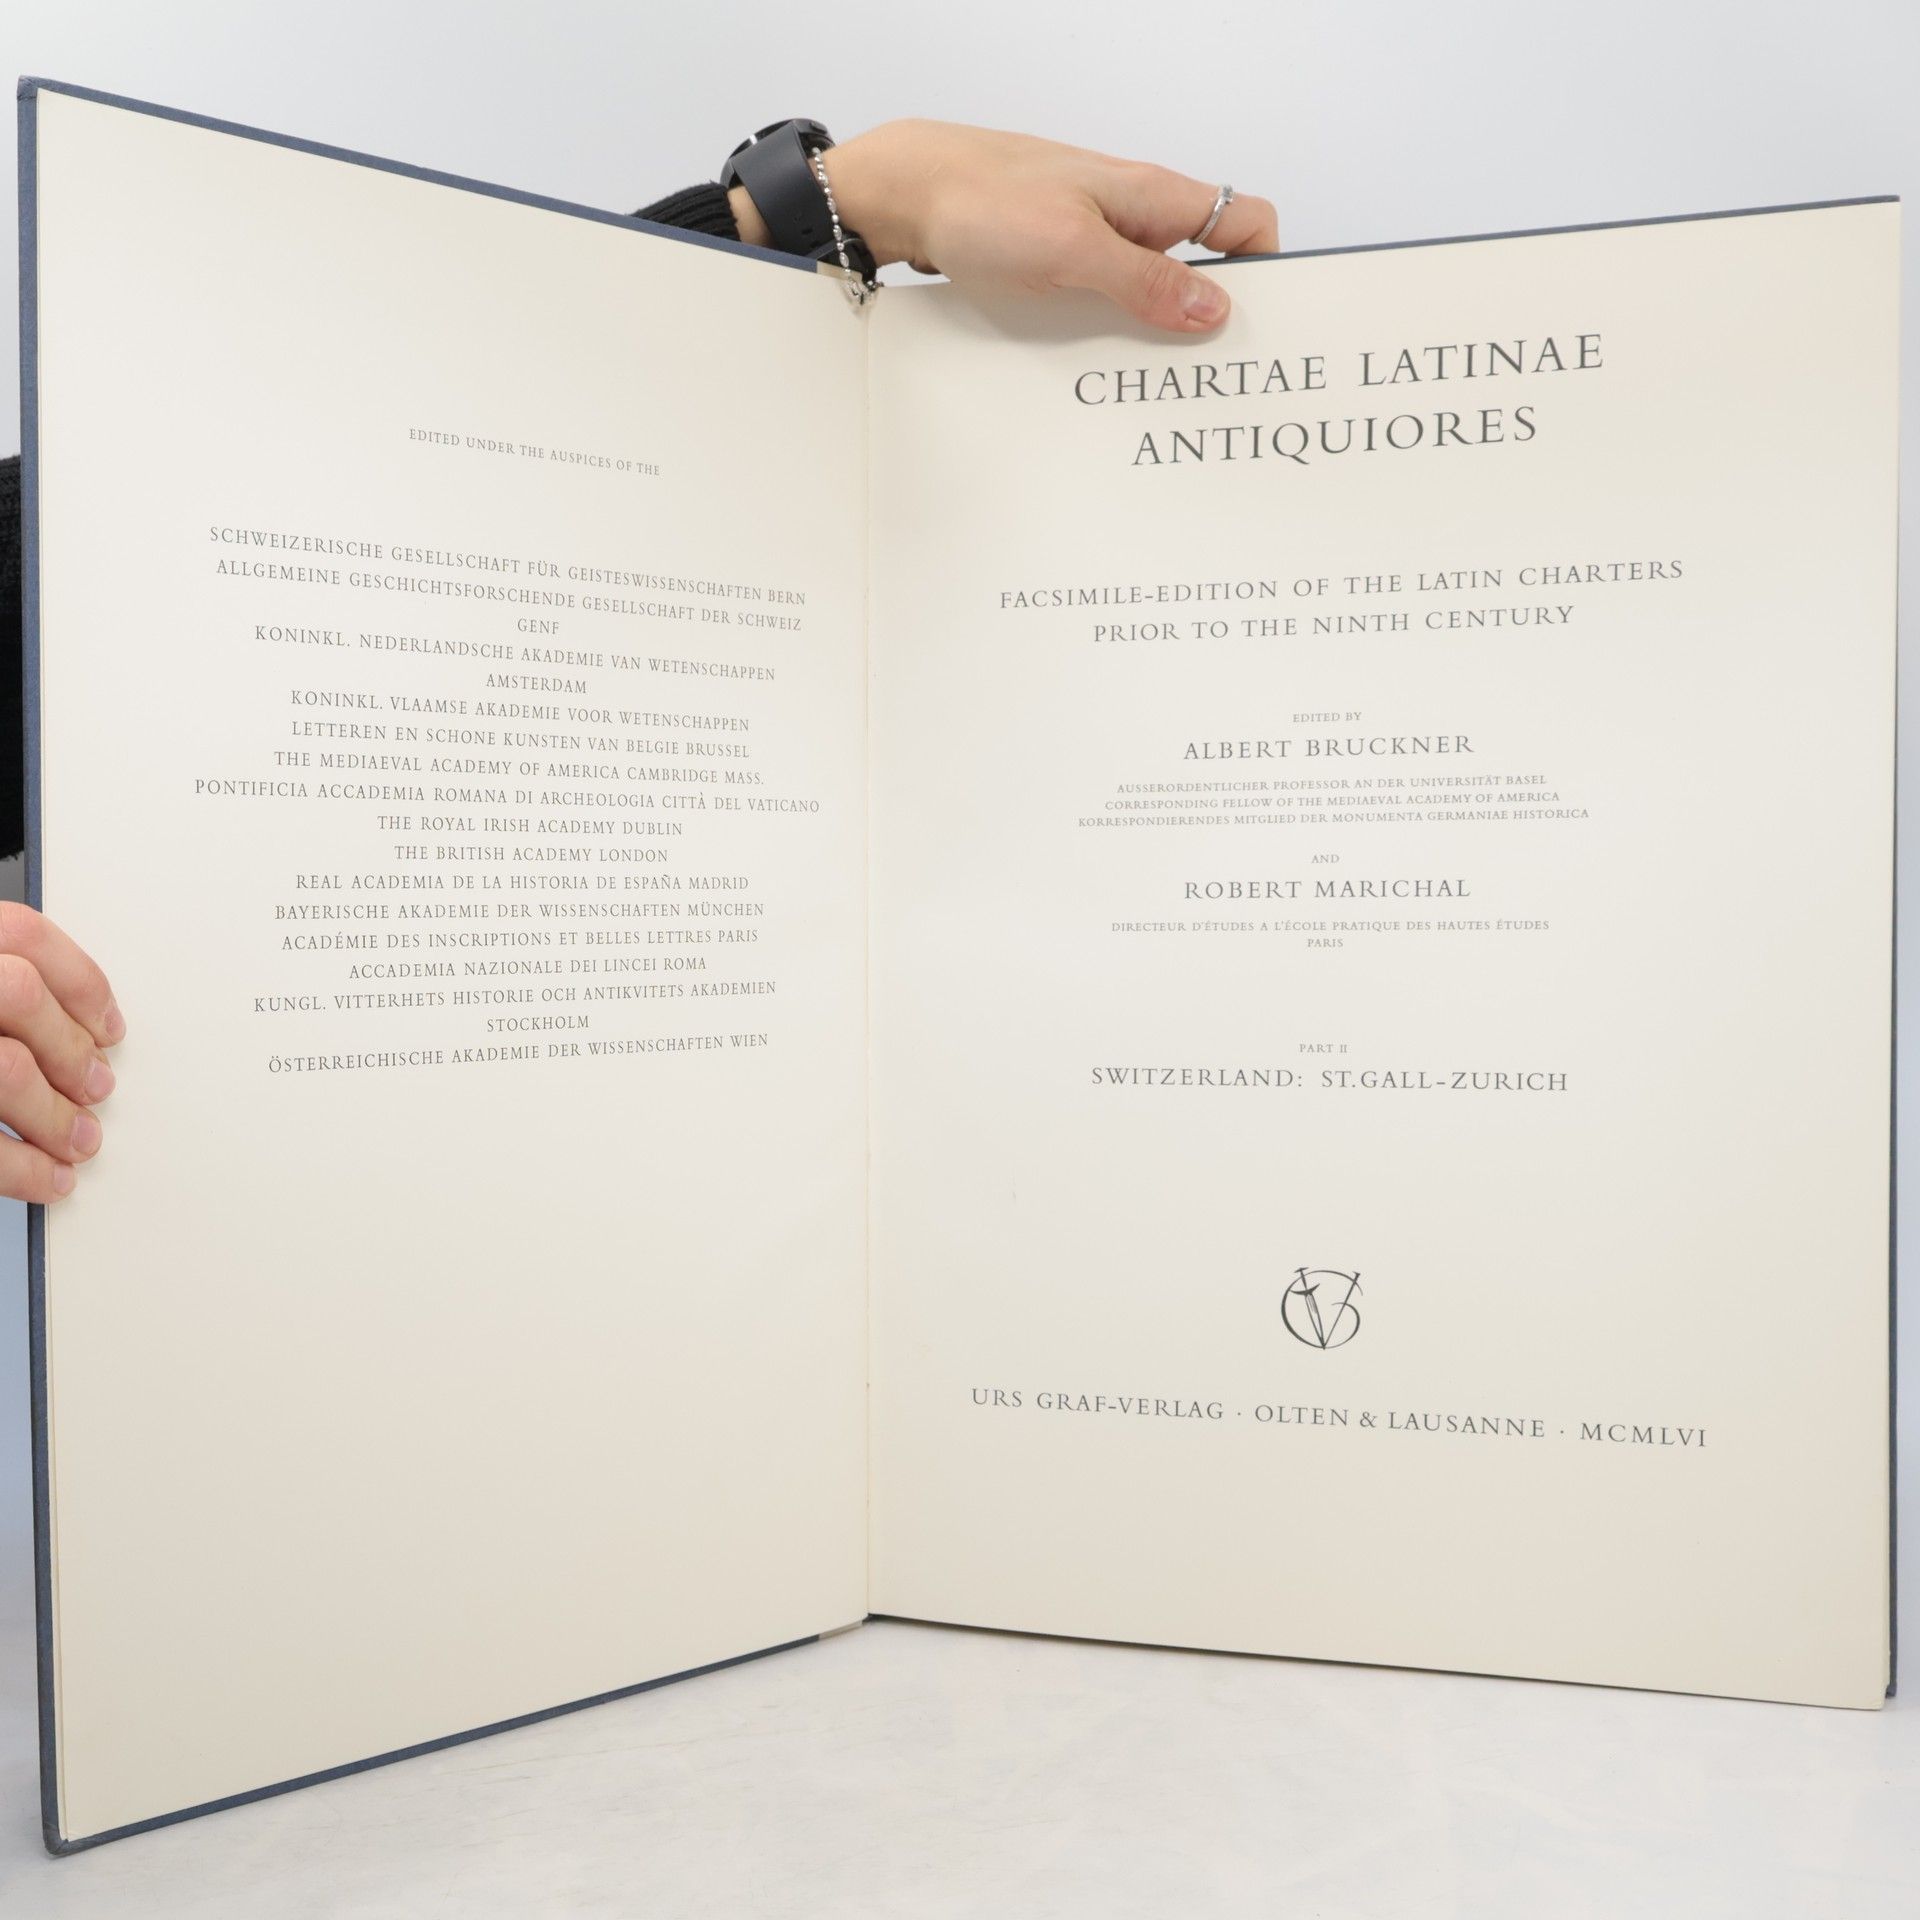 EDITED UNDER THE AUSPICES OF THE
SCHWEIZERISCHE GESELLSCHAFT FÜR GEISTESWISSENSCHAFTEN BERN
ALLGEMEINE GESCHICHTSFORSCHENDE GESELLSCHAFT DER SCHWEIZ
GENF
KONINKL. NEDERLANDSCHE AKADEMIE VAN WETENSCHAPPEN
AMSTERDAM
KONINKL. VLAAMSE AKADEMIE VOOR WETENSCHAPPEN
LETTEREN EN SCHONE KUNSTEN VAN BELGIE BRUSSEL
THE MEDIAEVAL ACADEMY OF AMERICA CAMBRIDGE MASS.
PONTIFICIA ACCADEMIA ROMANA DI ARCHEOLOGIA CITTÀ DEL VATICANO
THE ROYAL IRISH ACADEMY DUBLIN
THE BRITISH ACADEMY LONDON
REAL ACADEMIA DE LA HISTORIA DE ESPAÑA MADRID
BAYERISCHE AKADEMIE DER WISSENSCHAFTEN MÜNCHEN
ACADÉMIE DES INSCRIPTIONS ET BELLES LETTRES PARIS
ACCADEMIA NAZIONALE DEI LINCEI ROMA
KUNGL. VITTERHETS HISTORIE OCH ANTIKVITETS AKADEMIEN
STOCKHOLM
ÖSTERREICHISCHE AKADEMIE DER WISSENSCHAFTEN WIEN
CHARTAE LATINAE
ANTIQUIORES
FACSIMILE-EDITION OF THE LATIN CHARTERS
PRIOR TO THE NINTH CENTURY
EDITED BY
ALBERT BRUCKNER
AUSSERORDENTLICHER PROFESSOR AN DER UNIVERSITÄT BASEL
CORRESPONDING FELLOW OF THE MEDIAEVAL ACADEMY OF AMERICA
KORRESPONDIERENDES MITGLIED DER MONUMENTA GERMANIAE HISTORICA
AND
ROBERT MARICHAL
DIRECTEUR D'ÉTUDES A L'ÉCOLE PRATIQUE DES HAUTES ÉTUDES
PARIS
PART II
SWITZERLAND: ST.GALL-ZURICH
URS GRAF-VERLAG · OLTEN & LAUSANNE · MCMLVI